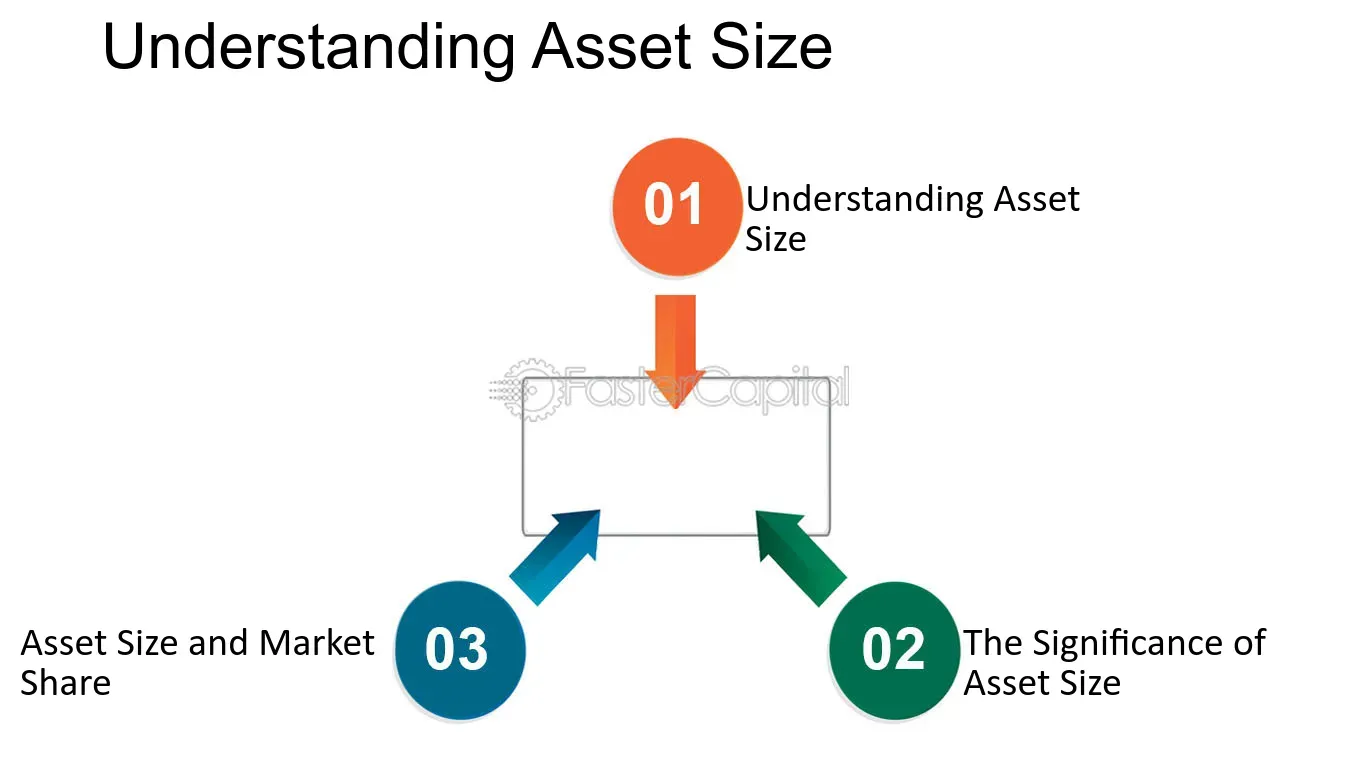 Understanding Asset Size
01
Understanding Asset
Size
FasterCapital
03
Asset Size and Market
Share
02
The Significance of
Asset Size